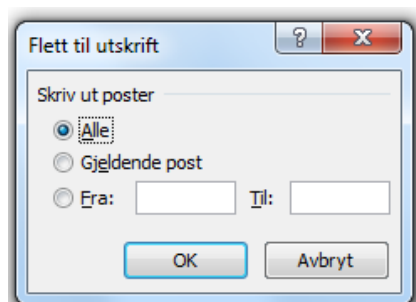 Flett til utskrift
Skriv ut poster
Alle
Gjeldende post
Fra: Til:
OK Avbryt